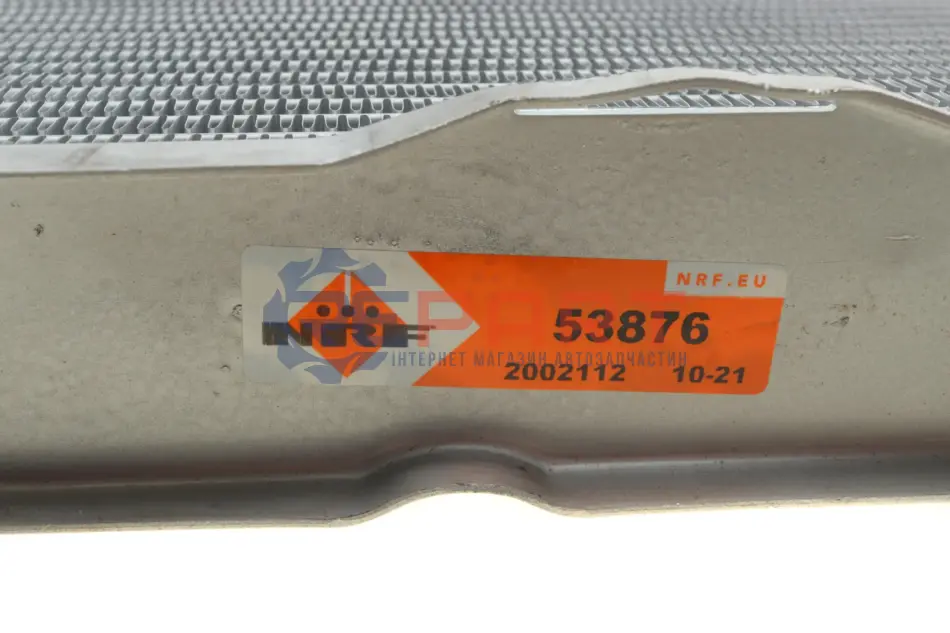 NRF.EU
NRF
53876
ІНТЕРНЕТ МАГАЗИН АВТОЗАПЧАСТИН
2002112 10-21